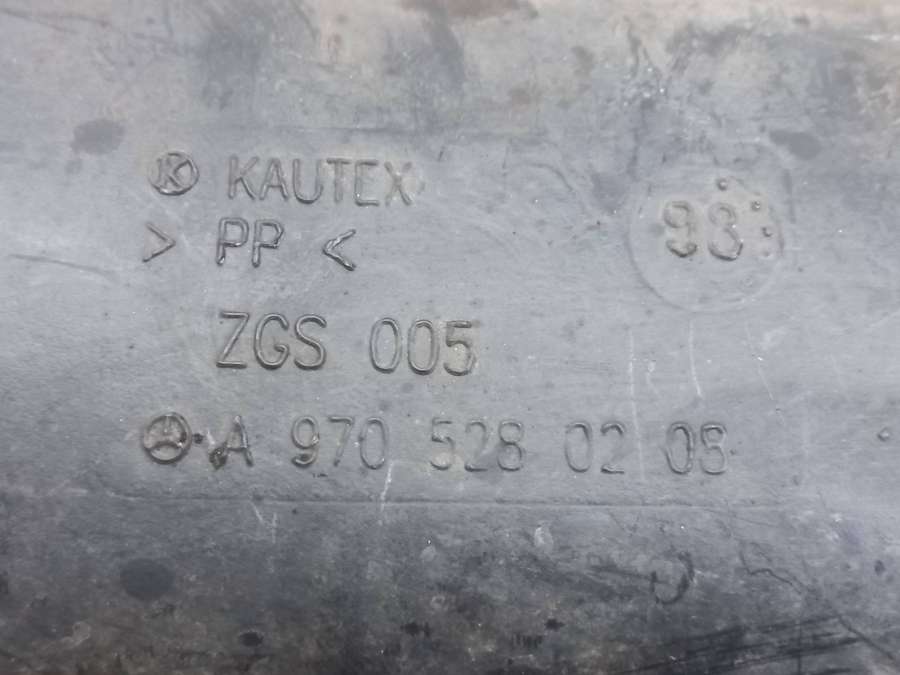 K KAUTEX
> PP <
98
ZGS 005
A 970 528 02 08